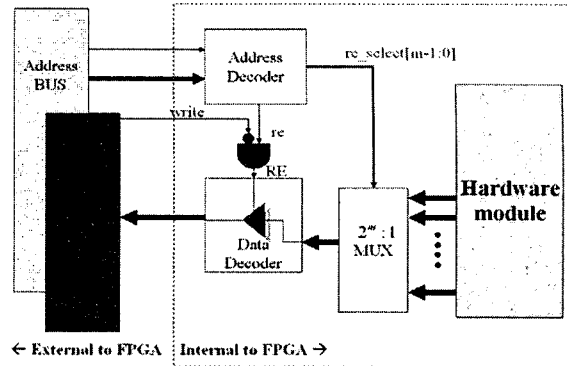 Address
BUS
Address
Decoder
re_select[m-1:0]
write
re
RE
Data
Decoder
2^m : 1
MUX
Hardware
module
← External to FPGA
Internal to FPGA →